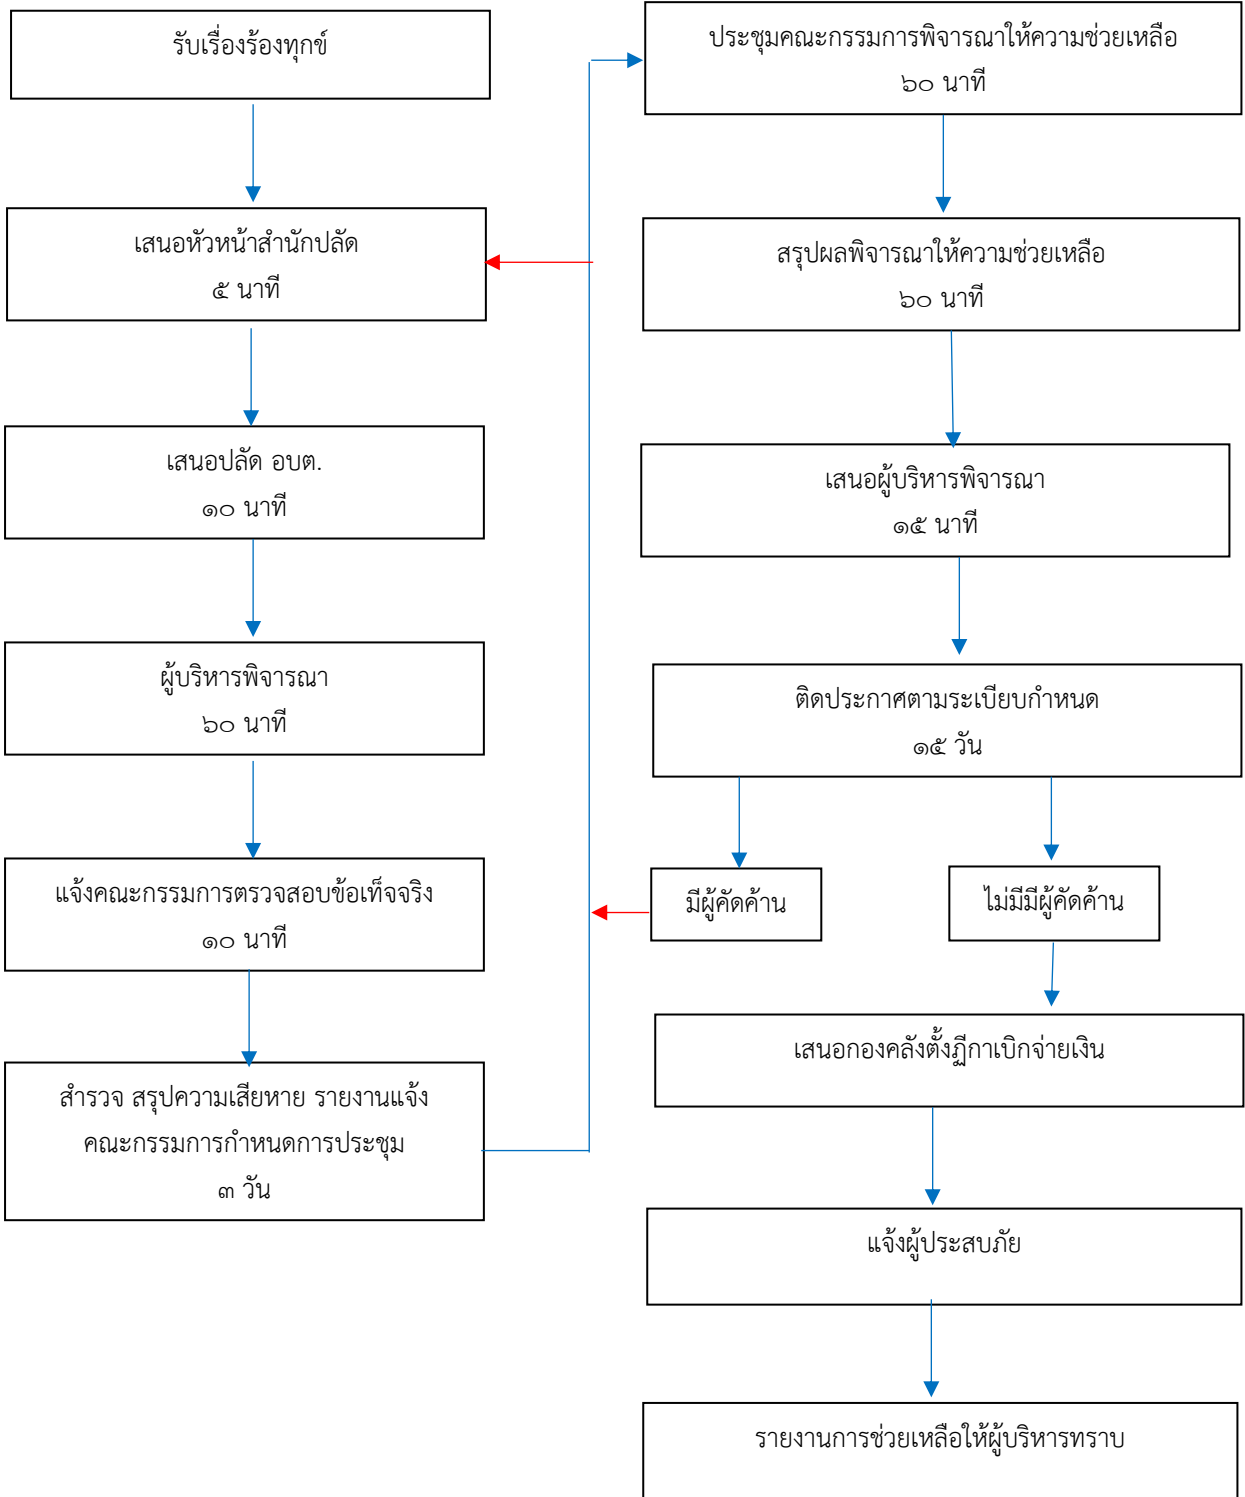 รับเรื่องร้องทุกข์
เสนอหัวหน้าสำนักปลัด
๕ นาที
เสนอปลัด อบต.
๑๐ นาที
ผู้บริหารพิจารณา
๖๐ นาที
แจ้งคณะกรรมการตรวจสอบข้อเท็จจริง
๑๐ นาที
สำรวจ สรุปความเสียหาย รายงานแจ้ง
คณะกรรมการกำหนดการประชุม
๓ วัน
ประชุมคณะกรรมการพิจารณาให้ความช่วยเหลือ
๖๐ นาที
สรุปผลพิจารณาให้ความช่วยเหลือ
๖๐ นาที
เสนอผู้บริหารพิจารณา
๑๕ นาที
ติดประกาศตามระเบียบกำหนด
๑๕ วัน
มีผู้คัดค้าน
ไม่มีมีผู้คัดค้าน
เสนอกองคลังตั้งฎีกาเบิกจ่ายเงิน
แจ้งผู้ประสบภัย
รายงานการช่วยเหลือให้ผู้บริหารทราบ